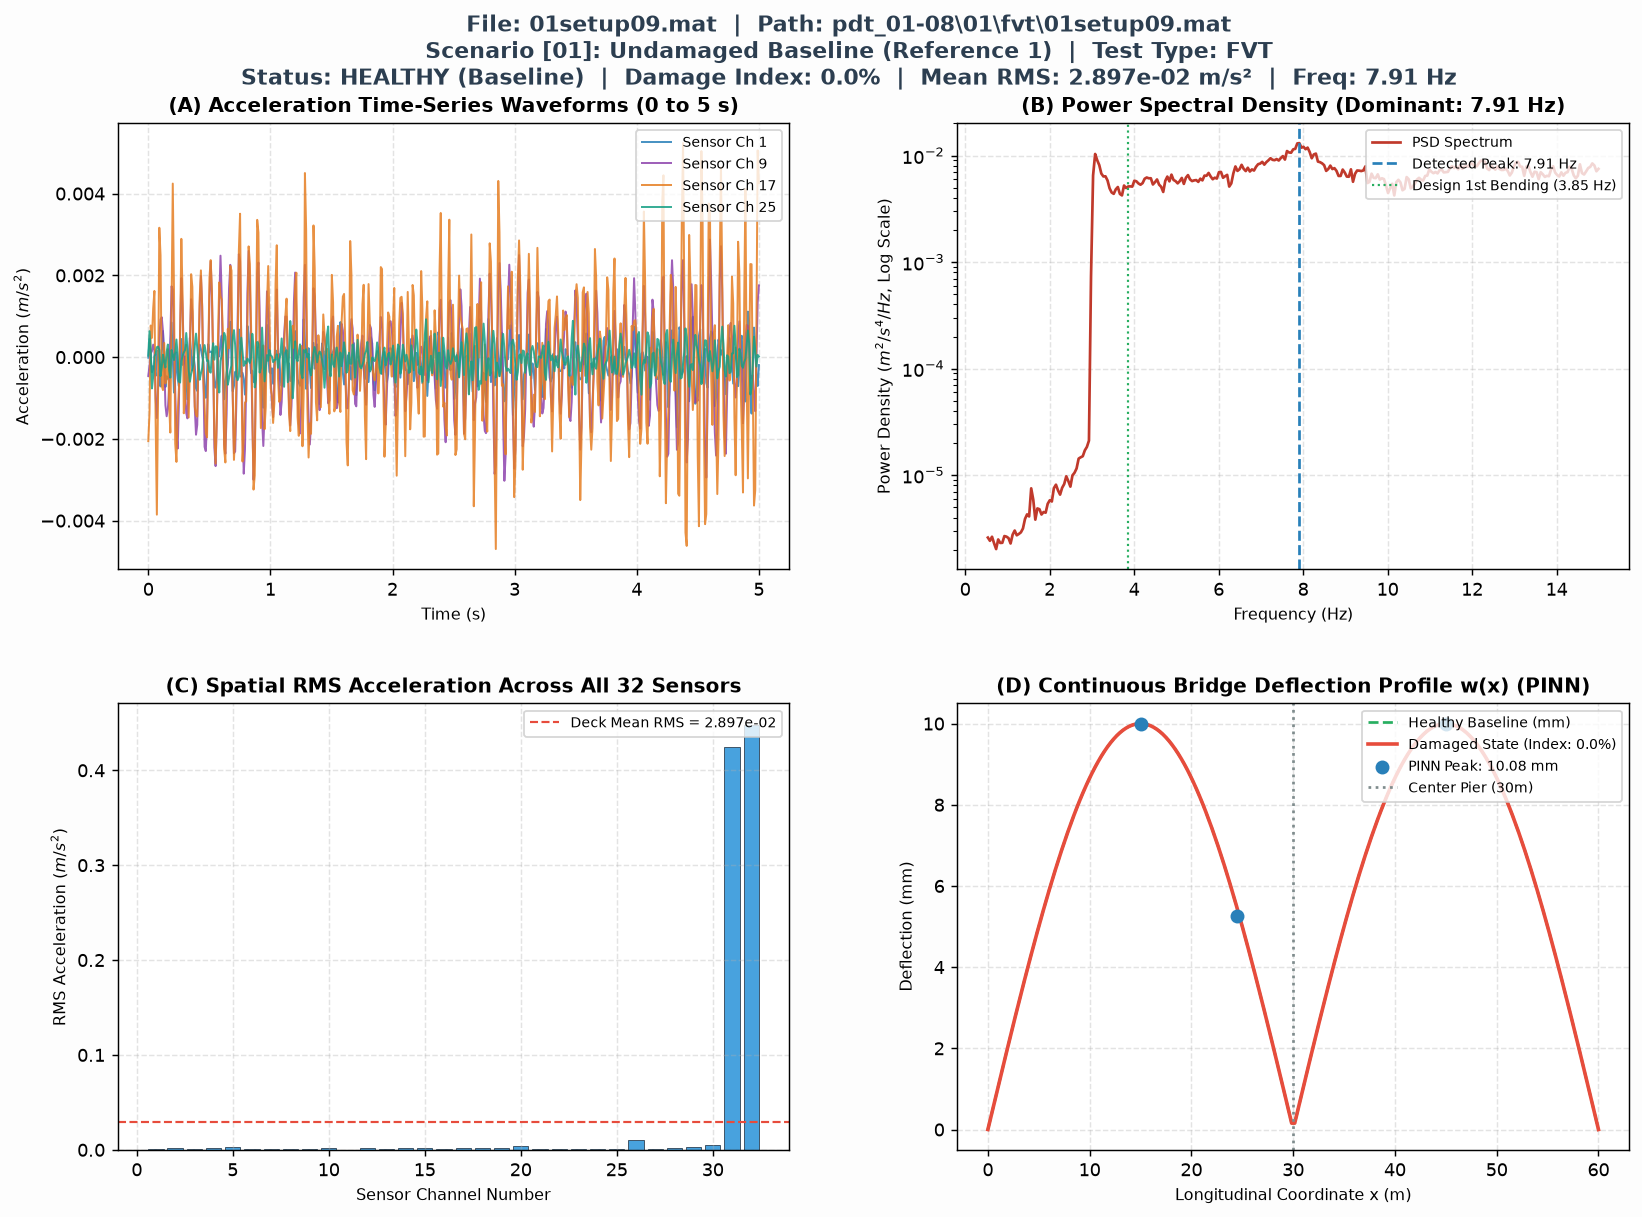 File: 01setup09.mat | Path: pdt_01-08\01\fvt\01setup09.mat
Scenario [01]: Undamaged Baseline (Reference 1) | Test Type: FVT
Status: HEALTHY (Baseline) | Damage Index: 0.0% | Mean RMS: 2.897e-02 m/s² | Freq: 7.91 Hz
(A) Acceleration Time-Series Waveforms (0 to 5 s)
Sensor Ch 1
Sensor Ch 9
Sensor Ch 17
Sensor Ch 25
Acceleration (m/s²)
0.004
0.002
0.000
−0.002
−0.004
0 1 2 3 4 5
Time (s)
(B) Power Spectral Density (Dominant: 7.91 Hz)
PSD Spectrum
Detected Peak: 7.91 Hz
Design 1st Bending (3.85 Hz)
Power Density (m²/s⁴/Hz, Log Scale)
10⁻²
10⁻³
10⁻⁴
10⁻⁵
0 2 4 6 8 10 12 14
Frequency (Hz)
(C) Spatial RMS Acceleration Across All 32 Sensors
Deck Mean RMS = 2.897e-02
RMS Acceleration (m/s²)
0.4
0.3
0.2
0.1
0.0
0 5 10 15 20 25 30
Sensor Channel Number
(D) Continuous Bridge Deflection Profile w(x) (PINN)
Healthy Baseline (mm)
Damaged State (Index: 0.0%)
PINN Peak: 10.08 mm
Center Pier (30m)
Deflection (mm)
10
8
6
4
2
0
0 10 20 30 40 50 60
Longitudinal Coordinate x (m)